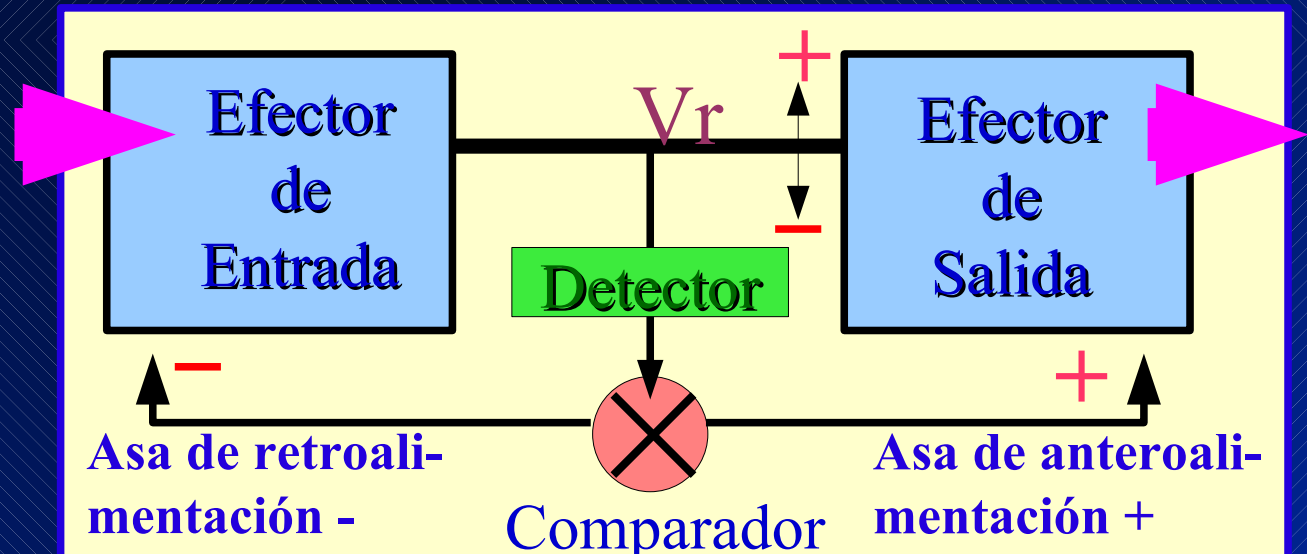 Efector
de
Entrada
Vr
+
−
Efector
de
Salida
Detector
−
+
Asa de retroali-
mentación -
Comparador
Asa de anteroali-
mentación +